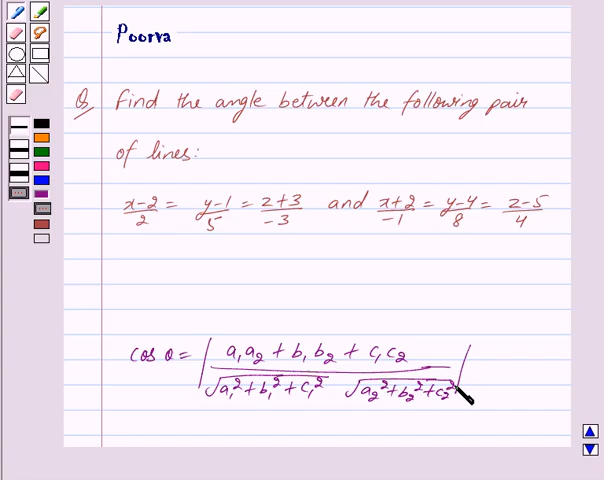 Poorva
Q Find the angle between the following pair
of lines:
x-2/2 = y-1/5 = z+3/-3 and x+2/-1 = y-4/8 = z-5/4
cos θ = | a₁a₂ + b₁b₂ + c₁c₂ / √a₁² + b₁² + c₁² √a₂² + b₂² + c₂² |